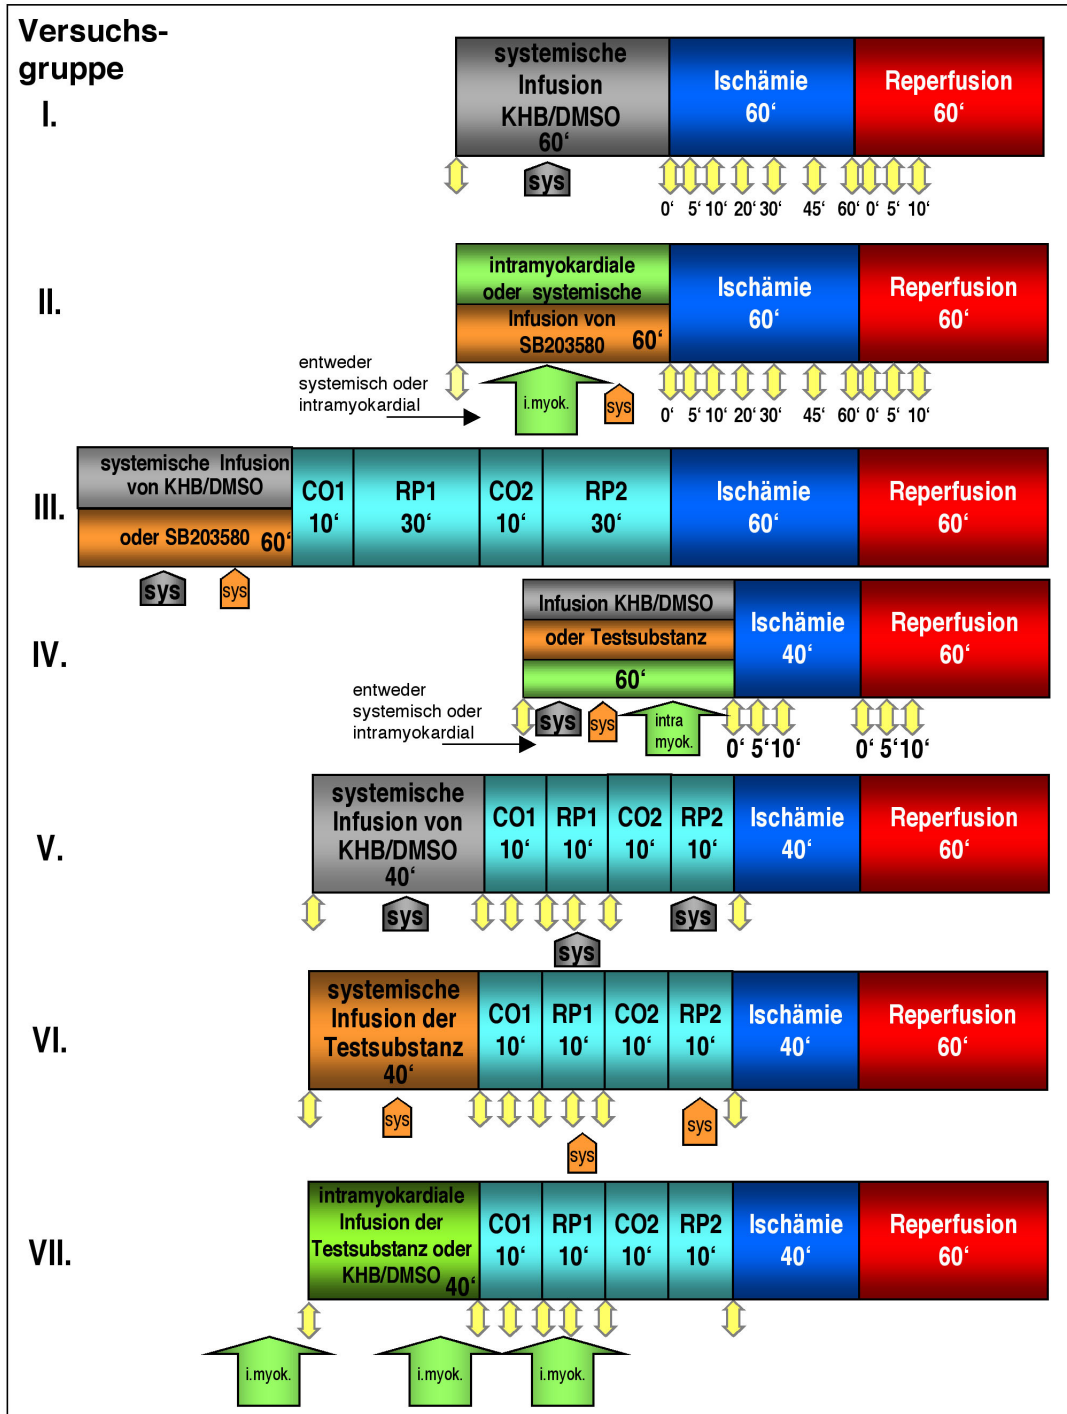 Versuchs-
gruppe
I.
systemische
Infusion
KHB/DMSO
60‘
Ischämie
60‘
Reperfusion
60‘
sys
0‘ 5‘ 10‘ 20‘ 30‘ 45‘ 60‘ 0‘ 5‘ 10‘
II.
intramyokardiale
oder systemische
Infusion von
SB203580 60‘
Ischämie
60‘
Reperfusion
60‘
entweder
systemisch oder
intramyokardial
i.myok.
sys
0‘ 5‘ 10‘ 20‘ 30‘ 45‘ 60‘ 0‘ 5‘ 10‘
III.
systemische Infusion
von KHB/DMSO
oder SB203580 60‘
CO1
10‘
RP1
30‘
CO2
10‘
RP2
30‘
Ischämie
60‘
Reperfusion
60‘
sys
sys
IV.
Infusion KHB/DMSO
oder Testsubstanz
60‘
Ischämie
40‘
Reperfusion
60‘
entweder
systemisch oder
intramyokardial
sys
sys
intra
myok.
0‘ 5‘ 10‘ 0‘ 5‘ 10‘
V.
systemische
Infusion von
KHB/DMSO
40‘
CO1
10‘
RP1
10‘
CO2
10‘
RP2
10‘
Ischämie
40‘
Reperfusion
60‘
sys
sys
sys
VI.
systemische
Infusion der
Testsubstanz
40‘
CO1
10‘
RP1
10‘
CO2
10‘
RP2
10‘
Ischämie
40‘
Reperfusion
60‘
sys
sys
sys
VII.
intramyokardiale
Infusion der
Testsubstanz oder
KHB/DMSO 40‘
CO1
10‘
RP1
10‘
CO2
10‘
RP2
10‘
Ischämie
40‘
Reperfusion
60‘
i.myok.
i.myok.
i.myok.